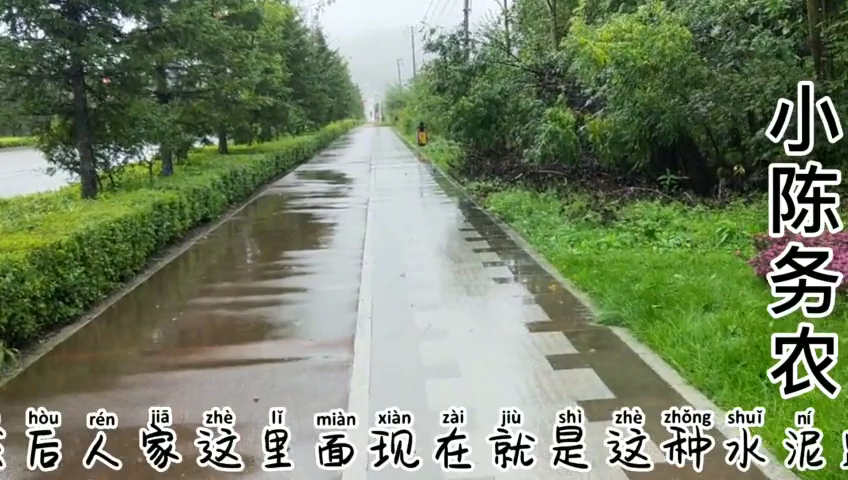 小陈务农
hòu rén jiā zhè lǐ miàn xiàn zài jiù shì zhè zhǒng shuǐ ní
后人家这里面现在就是这种水泥